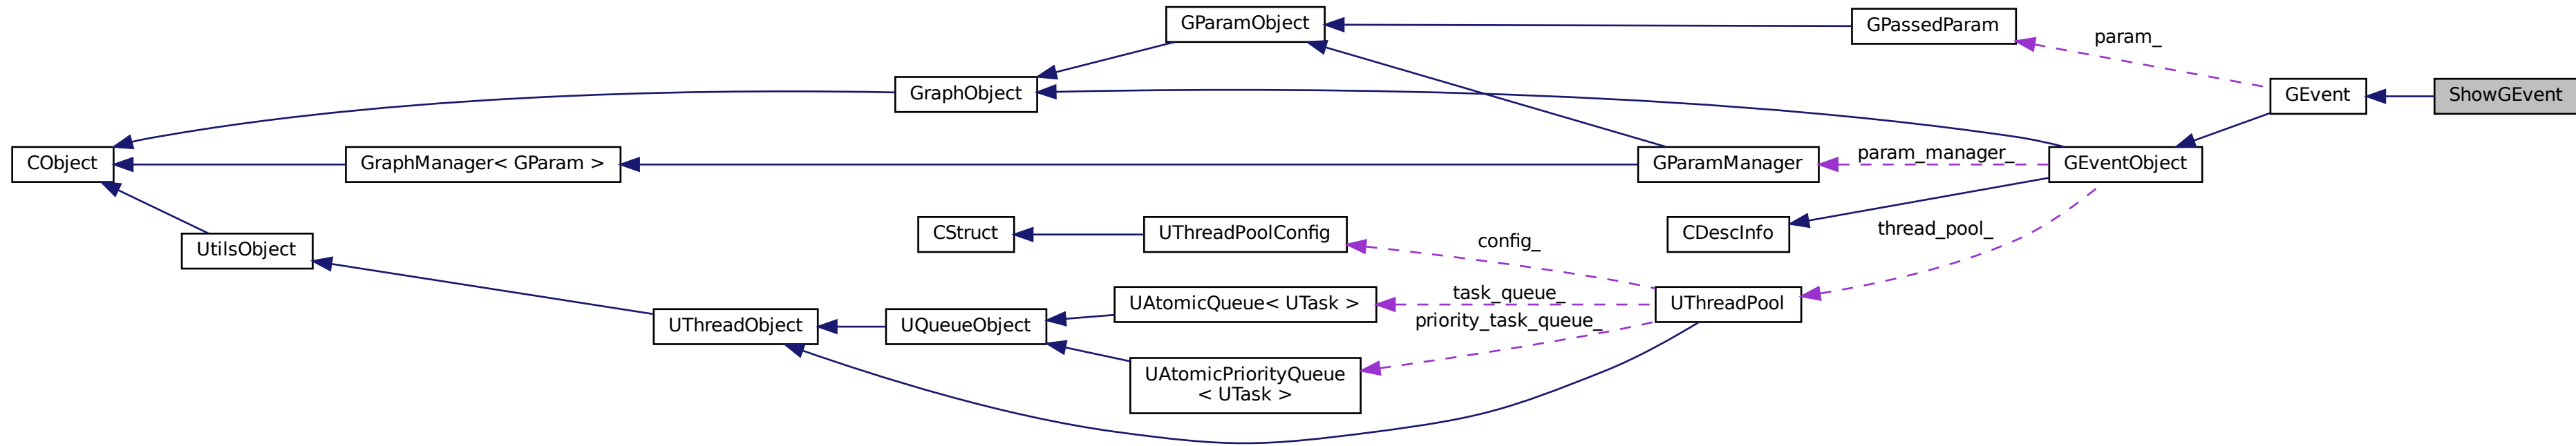 GParamObject
GPassedParam
param_
GraphObject
GEvent
ShowGEvent
CObject
GraphManager< GParam >
GParamManager
param_manager_
GEventObject
UtilsObject
CStruct
UThreadPoolConfig
config_
CDescInfo
thread_pool_
UThreadObject
UQueueObject
UAtomicQueue< UTask >
task_queue_
priority_task_queue_
UThreadPool
UAtomicPriorityQueue
< UTask >